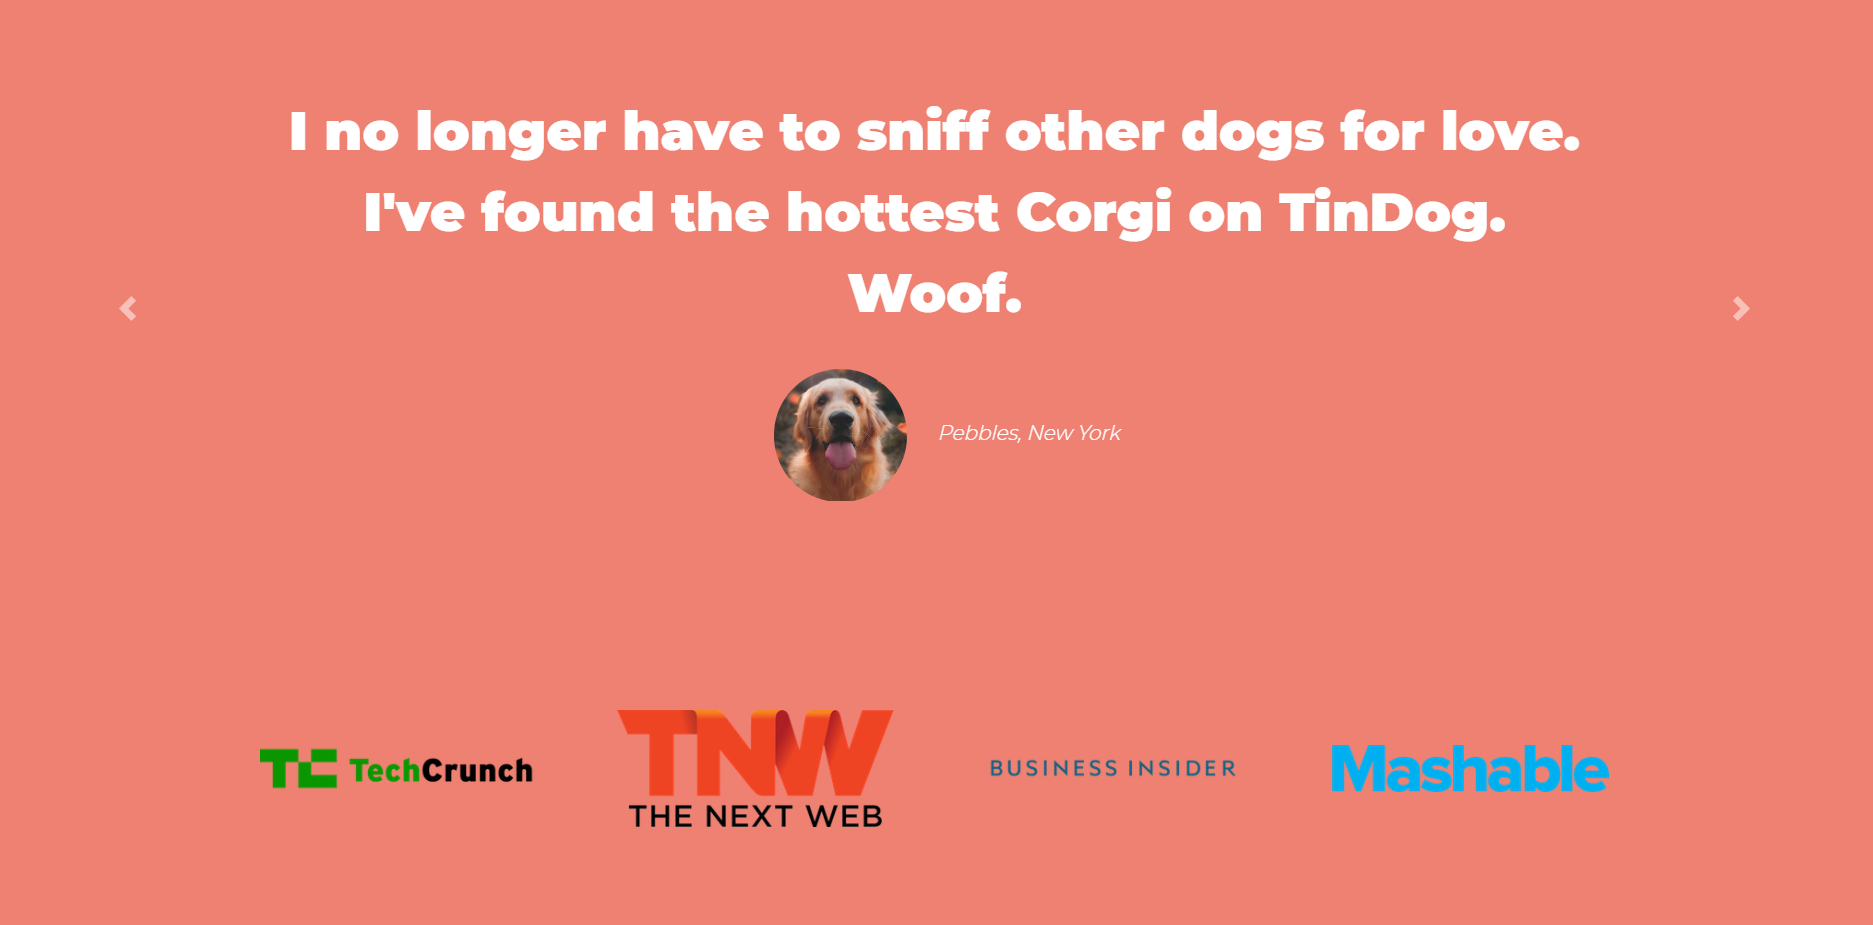 I no longer have to sniff other dogs for love.
I've found the hottest Corgi on TinDog.
Woof.
Pebbles, New York
TC TechCrunch
TNW
THE NEXT WEB
BUSINESS INSIDER
Mashable